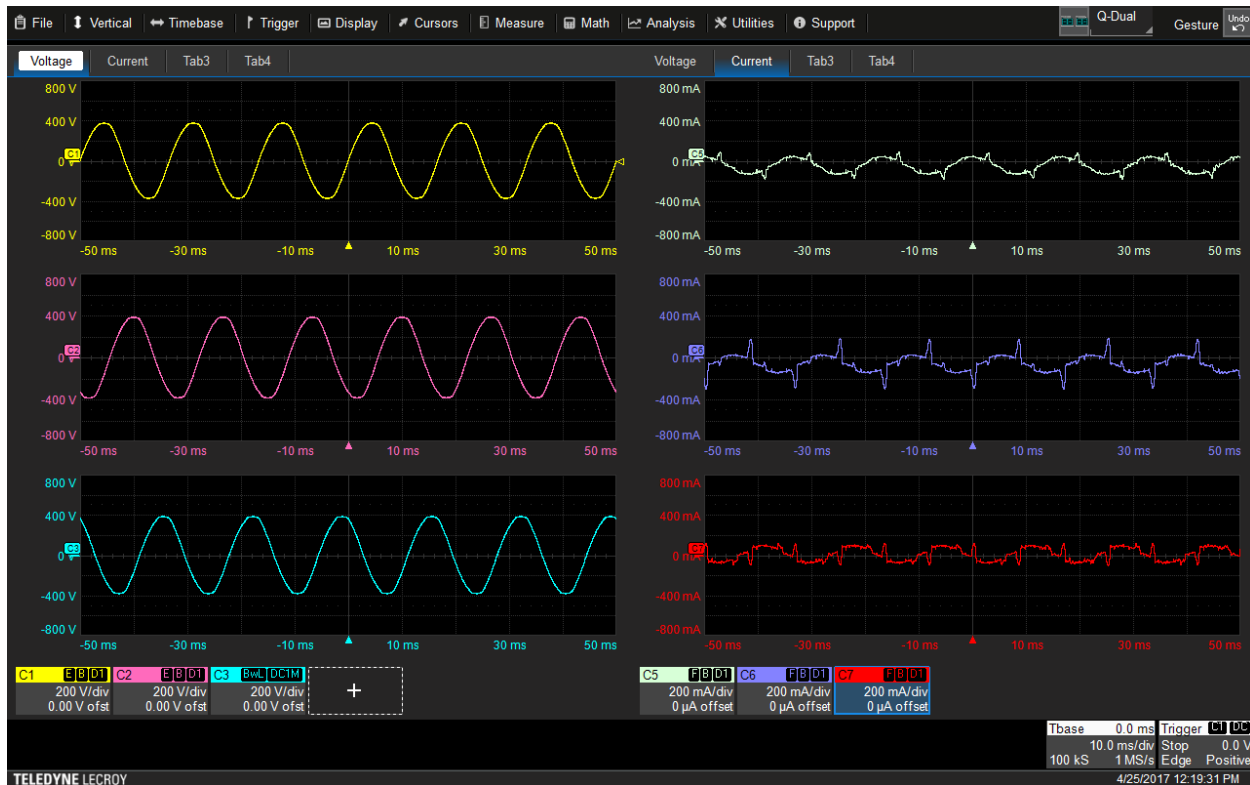 File Vertical Timebase Trigger Display Cursors Measure Math Analysis Utilities Support Q-Dual Gesture Undo
Voltage Current Tab3 Tab4 Voltage Current Tab3 Tab4
800 V
400 V
C1 0 V
-400 V
-800 V
-50 ms -30 ms -10 ms 10 ms 30 ms 50 ms
800 mA
400 mA
C5 0 mA
-400 mA
-800 mA
-50 ms -30 ms -10 ms 10 ms 30 ms 50 ms
800 V
400 V
C2 0 V
-400 V
-800 V
-50 ms -30 ms -10 ms 10 ms 30 ms 50 ms
800 mA
400 mA
C6 0 mA
-400 mA
-800 mA
-50 ms -30 ms -10 ms 10 ms 30 ms 50 ms
800 V
400 V
C3 0 V
-400 V
-800 V
-50 ms -30 ms -10 ms 10 ms 30 ms 50 ms
800 mA
400 mA
C7 0 mA
-400 mA
-800 mA
-50 ms -30 ms -10 ms 10 ms 30 ms 50 ms
C1 E B D1 C2 E B D1 C3 BwL DC1M C5 F B D1 C6 F B D1 C7 F B D1
200 V/div 200 V/div 200 V/div + 200 mA/div 200 mA/div 200 mA/div
0.00 V ofst 0.00 V ofst 0.00 V ofst 0 µA offset 0 µA offset 0 µA offset
Tbase 0.0 ms Trigger C1 DC
10.0 ms/div Stop 0.0 V
100 kS 1 MS/s Edge Positive
TELEDYNE LECROY 4/25/2017 12:19:31 PM